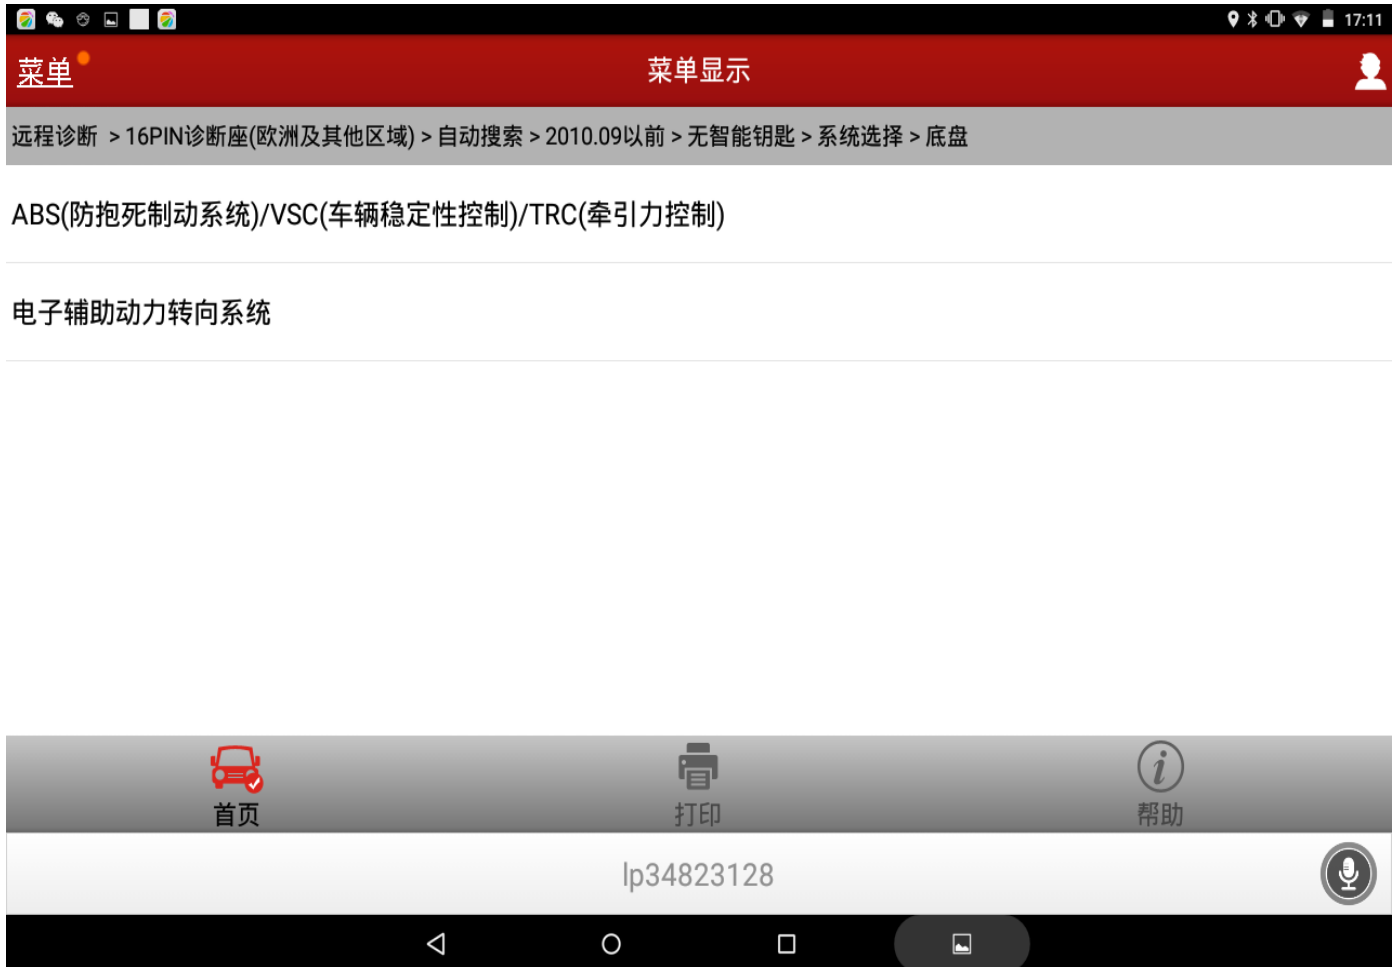 17:11
菜单
菜单显示
远程诊断 > 16PIN诊断座(欧洲及其他区域) > 自动搜索 > 2010.09以前 > 无智能钥匙 > 系统选择 > 底盘
ABS(防抱死制动系统)/VSC(车辆稳定性控制)/TRC(牵引力控制)
电子辅助动力转向系统
首页
打印
帮助
lp34823128